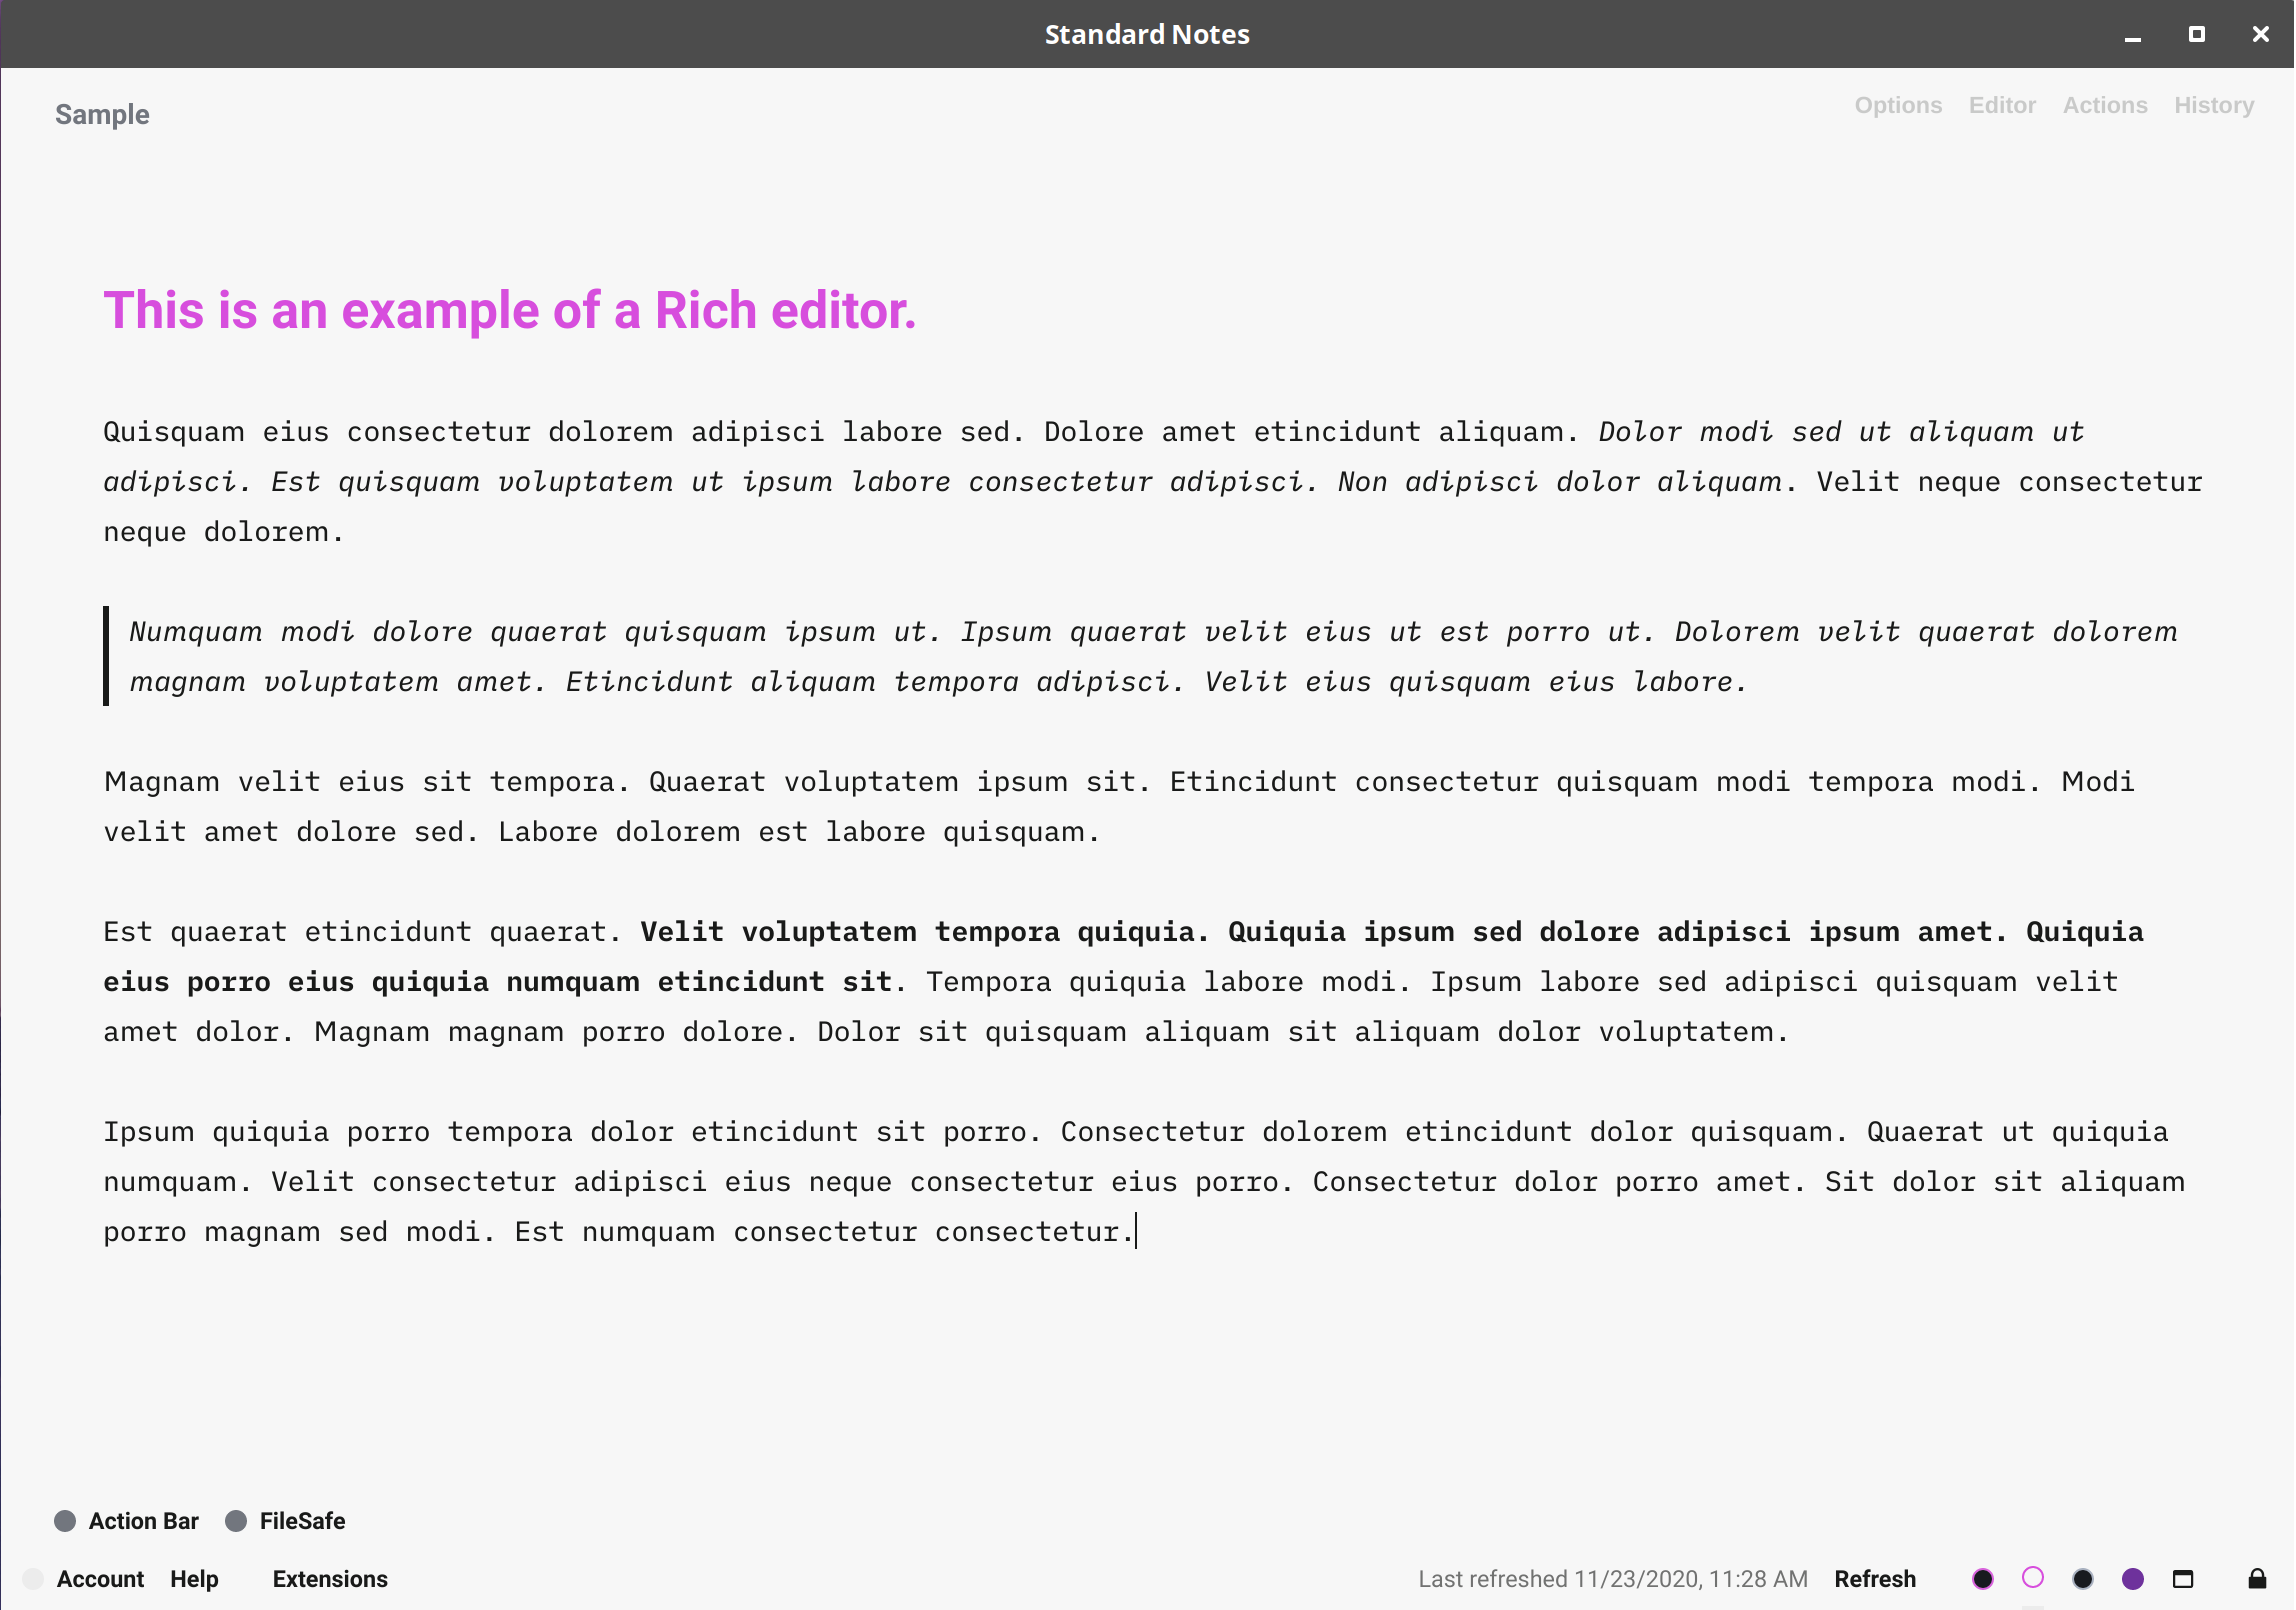 Standard Notes
Sample
Options Editor Actions History
This is an example of a Rich editor.
Quisquam eius consectetur dolorem adipisci labore sed. Dolore amet etincidunt aliquam. Dolor modi sed ut aliquam ut
adipisci. Est quisquam voluptatem ut ipsum labore consectetur adipisci. Non adipisci dolor aliquam. Velit neque consectetur
neque dolorem.
Numquam modi dolore quaerat quisquam ipsum ut. Ipsum quaerat velit eius ut est porro ut. Dolorem velit quaerat dolorem
magnam voluptatem amet. Etincidunt aliquam tempora adipisci. Velit eius quisquam eius labore.
Magnam velit eius sit tempora. Quaerat voluptatem ipsum sit. Etincidunt consectetur quisquam modi tempora modi. Modi
velit amet dolore sed. Labore dolorem est labore quisquam.
Est quaerat etincidunt quaerat. Velit voluptatem tempora quiquia. Quiquia ipsum sed dolore adipisci ipsum amet. Quiquia
eius porro eius quiquia numquam etincidunt sit. Tempora quiquia labore modi. Ipsum labore sed adipisci quisquam velit
amet dolor. Magnam magnam porro dolore. Dolor sit quisquam aliquam sit aliquam dolor voluptatem.
Ipsum quiquia porro tempora dolor etincidunt sit porro. Consectetur dolorem etincidunt dolor quisquam. Quaerat ut quiquia
numquam. Velit consectetur adipisci eius neque consectetur eius porro. Consectetur dolor porro amet. Sit dolor sit aliquam
porro magnam sed modi. Est numquam consectetur consectetur.
Action Bar FileSafe
Account Help Extensions Last refreshed 11/23/2020, 11:28 AM Refresh